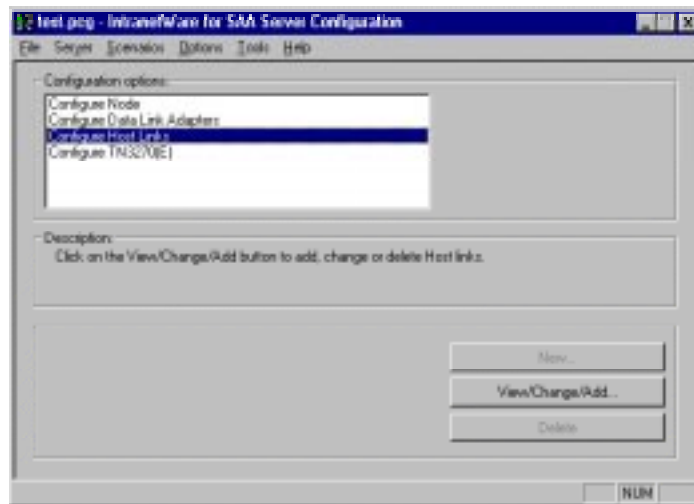 test.pcg - IntranetWare for SAA Server Configuration
File Server Scenarios Options Tools Help
Configuration options:
Configure Node
Configure Data Link Adapters
Configure Host Links
Configure TN3270(E)
Description:
Click on the View/Change/Add button to add, change or delete Host links.
New...
View/Change/Add...
Delete
NUM